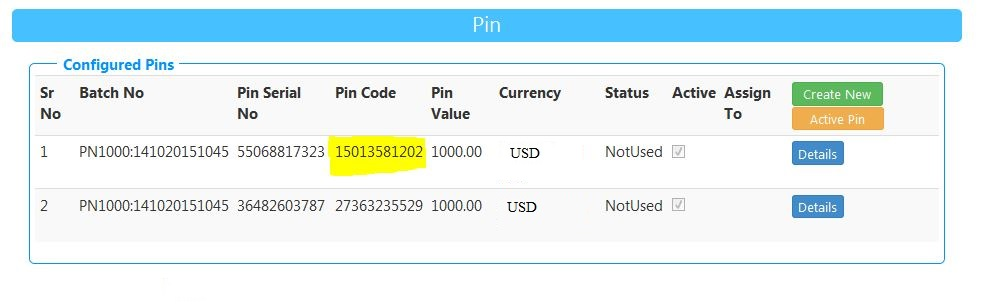 Pin
Configured Pins
Sr No Batch No Pin Serial No Pin Code Pin Value Currency Status Active Assign To Create New
Active Pin
1 PN1000:141020151045 55068817323 15013581202 1000.00 USD NotUsed Details
2 PN1000:141020151045 36482603787 27363235529 1000.00 USD NotUsed Details